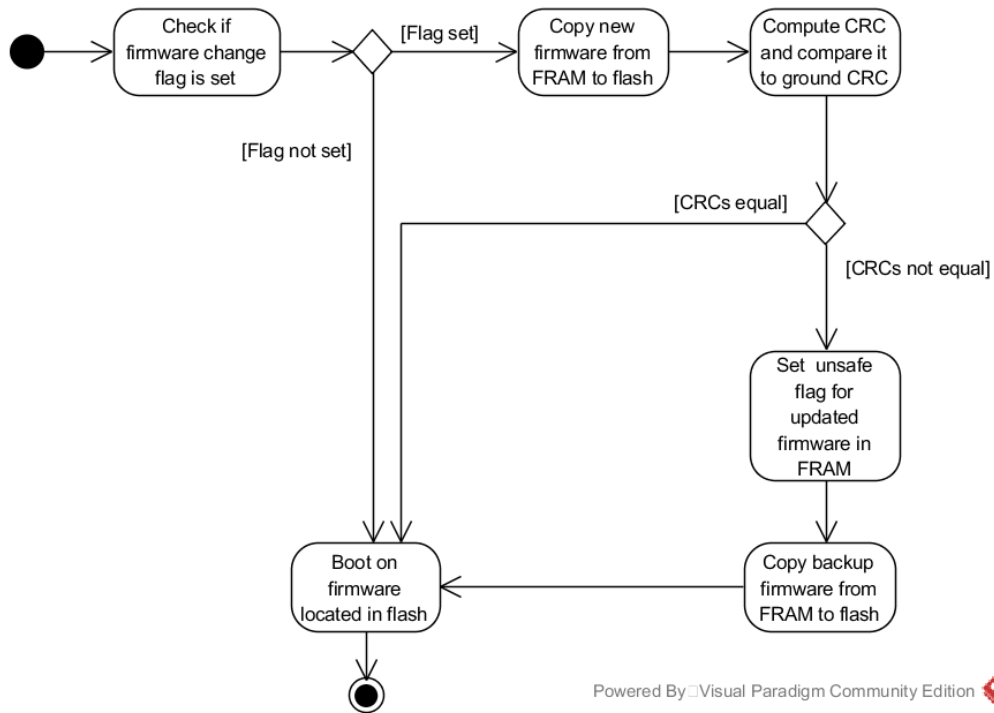 Check if
firmware change
flag is set
[Flag set]
Copy new
firmware from
FRAM to flash
Compute CRC
and compare it
to ground CRC
[Flag not set]
[CRCs equal]
[CRCs not equal]
Set unsafe
flag for
updated
firmware in
FRAM
Boot on
firmware
located in flash
Copy backup
firmware from
FRAM to flash
Powered By□Visual Paradigm Community Edition